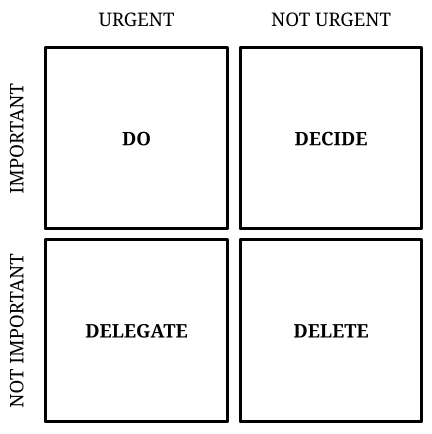 URGENT
NOT URGENT
IMPORTANT
DO
DECIDE
NOT IMPORTANT
DELEGATE
DELETE